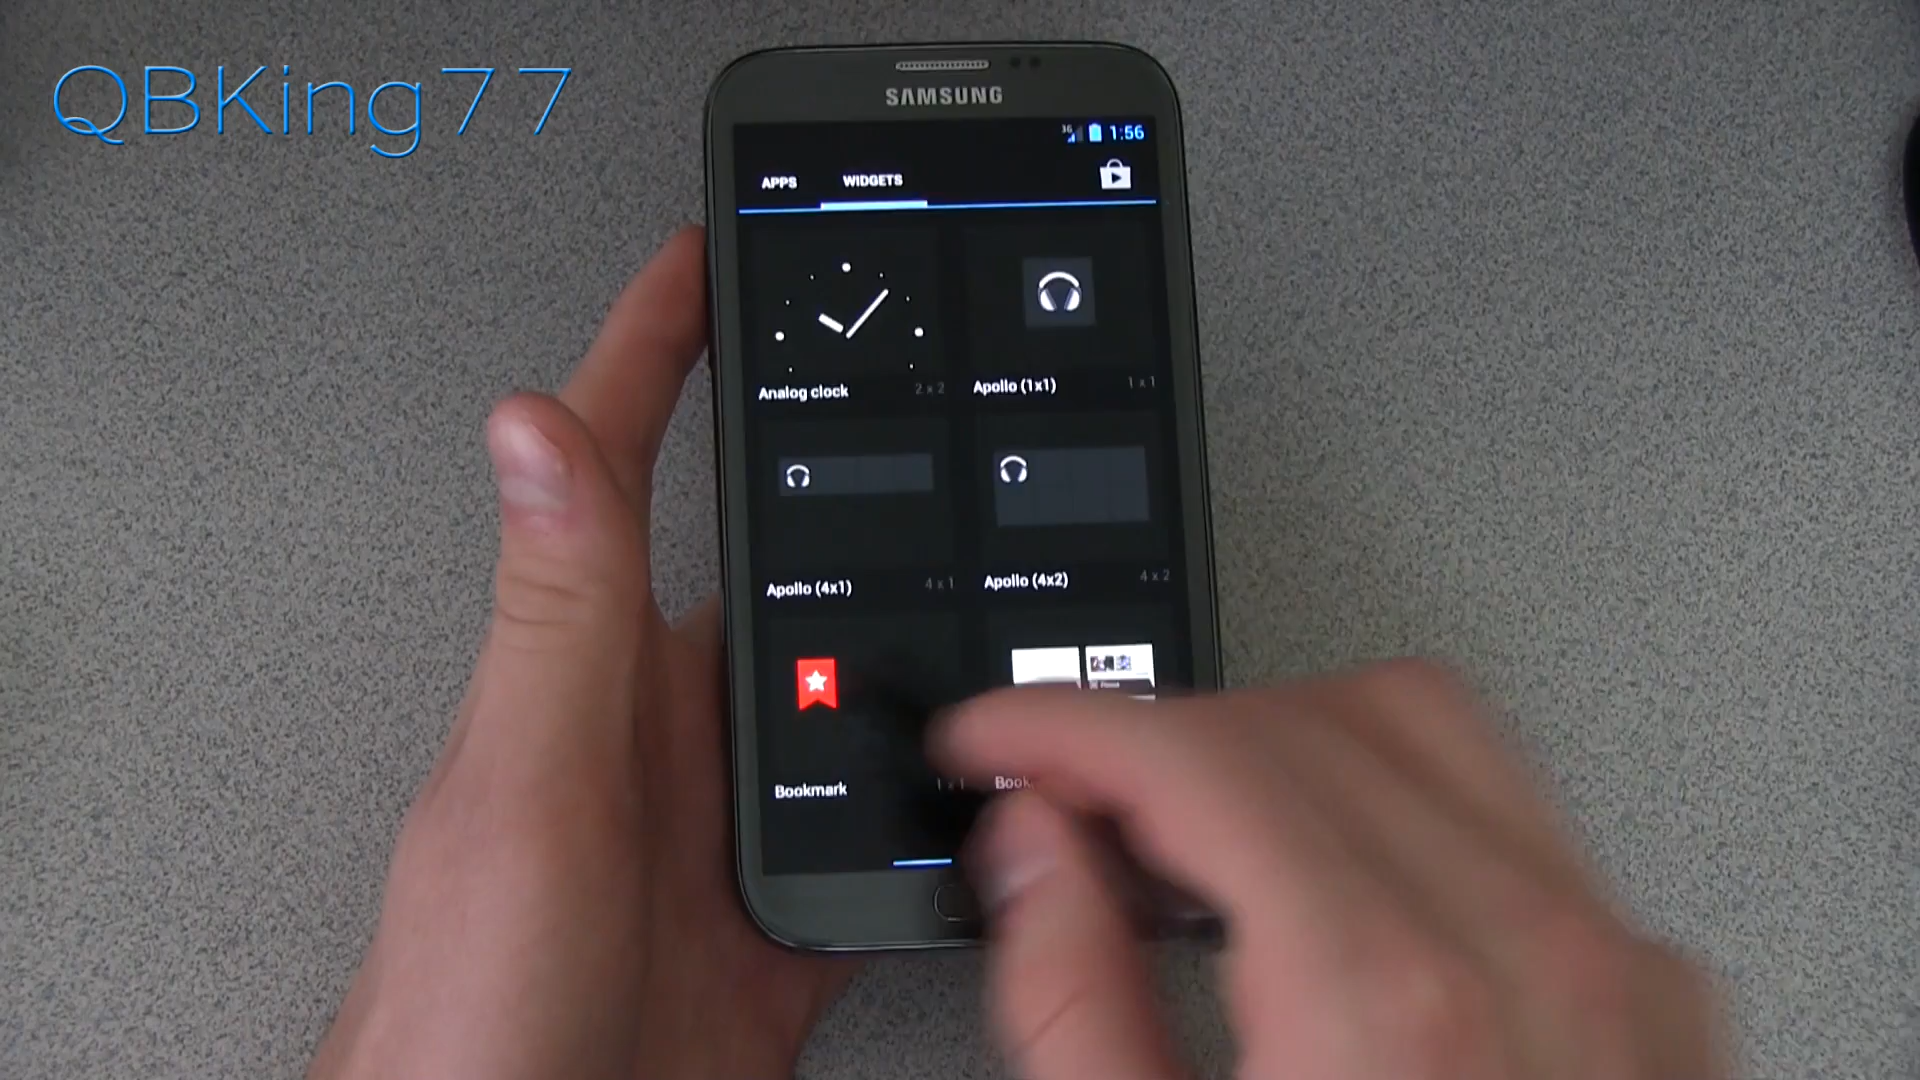 QBKing77
SAMSUNG
3G 1:56
APPS WIDGETS
Analog clock 2 x 2 Apollo (1x1) 1 x 1
Apollo (4x1) 4 x 1 Apollo (4x2) 4 x 2
Bookmark 1 x 1